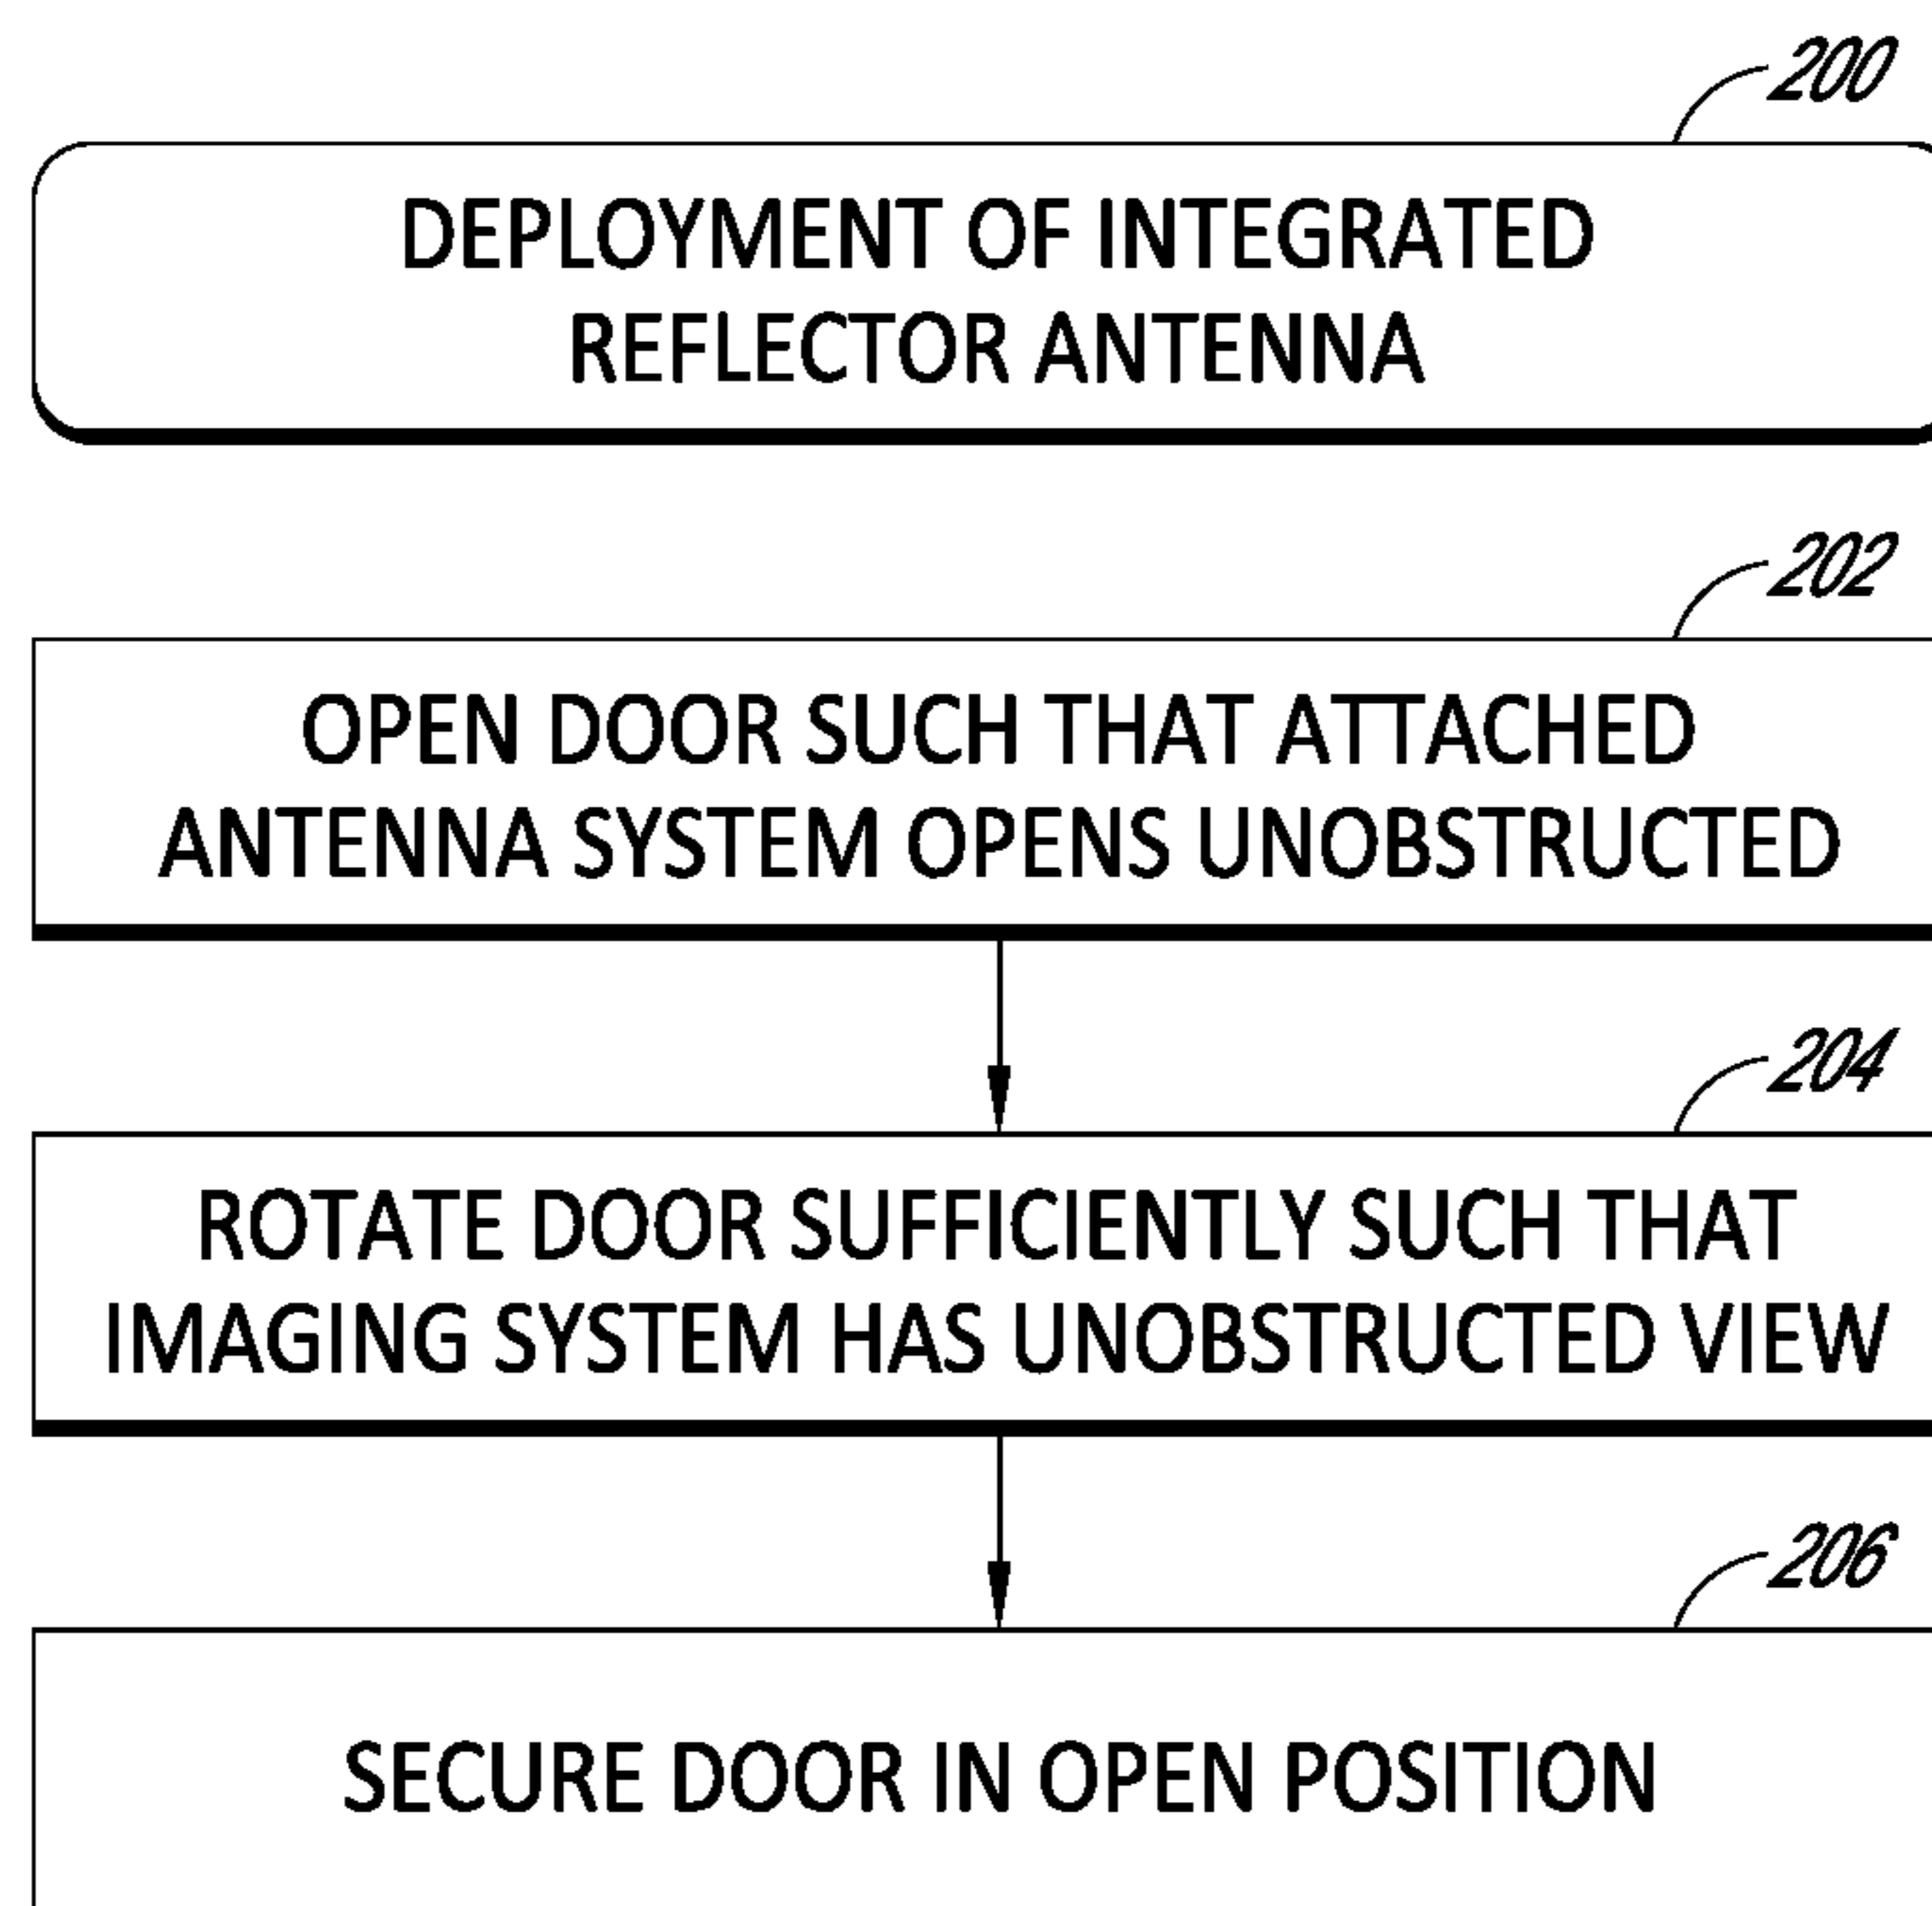 200
DEPLOYMENT OF INTEGRATED
REFLECTOR ANTENNA
202
OPEN DOOR SUCH THAT ATTACHED
ANTENNA SYSTEM OPENS UNOBSTRUCTED
204
ROTATE DOOR SUFFICIENTLY SUCH THAT
IMAGING SYSTEM HAS UNOBSTRUCTED VIEW
206
SECURE DOOR IN OPEN POSITION